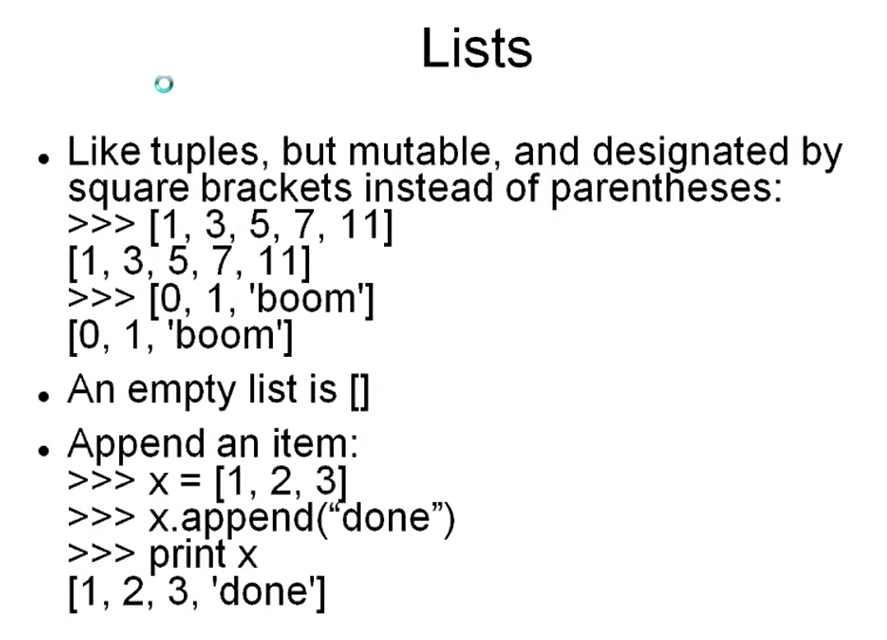 Lists
• Like tuples, but mutable, and designated by
square brackets instead of parentheses:
>>> [1, 3, 5, 7, 11]
[1, 3, 5, 7, 11]
>>> [0, 1, 'boom']
[0, 1, 'boom']
• An empty list is []
• Append an item:
>>> x = [1, 2, 3]
>>> x.append(“done”)
>>> print x
[1, 2, 3, 'done']